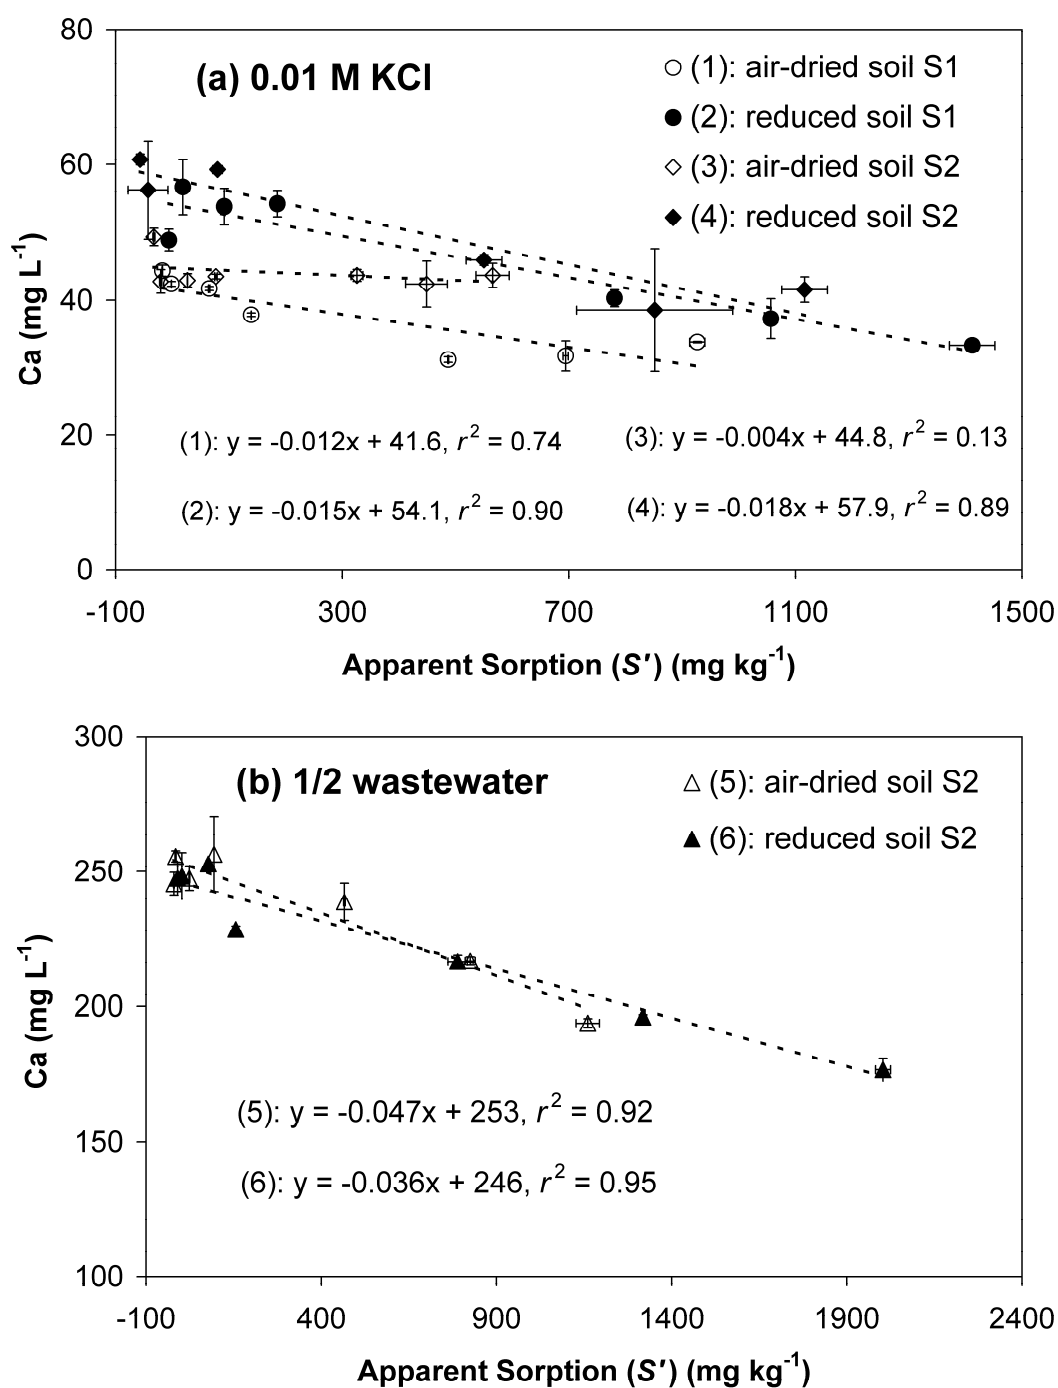 80
(a) 0.01 M KCl
(1): air-dried soil S1
(2): reduced soil S1
60
(3): air-dried soil S2
(4): reduced soil S2
Ca (mg L⁻¹)
40
20
(1): y = -0.012x + 41.6, r² = 0.74
(3): y = -0.004x + 44.8, r² = 0.13
(2): y = -0.015x + 54.1, r² = 0.90
(4): y = -0.018x + 57.9, r² = 0.89
0
-100 300 700 1100 1500
Apparent Sorption (S′) (mg kg⁻¹)
300
(b) 1/2 wastewater
(5): air-dried soil S2
(6): reduced soil S2
250
Ca (mg L⁻¹)
200
150
(5): y = -0.047x + 253, r² = 0.92
(6): y = -0.036x + 246, r² = 0.95
100
-100 400 900 1400 1900 2400
Apparent Sorption (S′) (mg kg⁻¹)